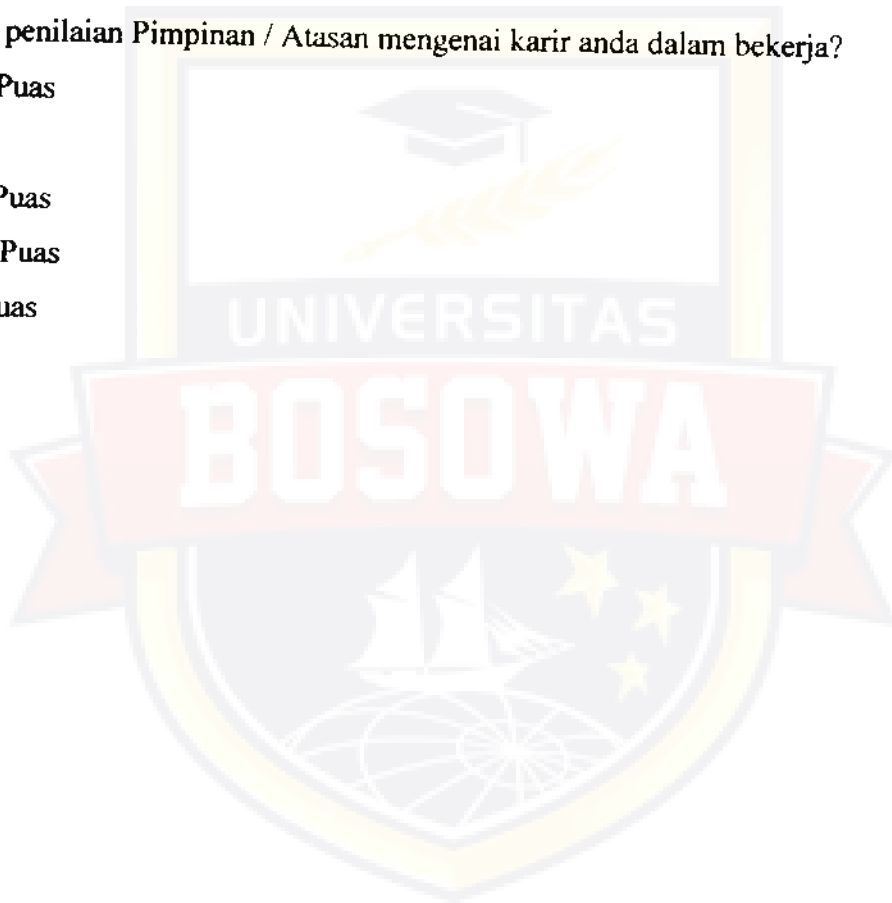 penilaian Pimpinan / Atasan mengenai karir anda dalam bekerja?
Puas
Puas
Puas
uas
UNIVERSITAS
BOSOWA